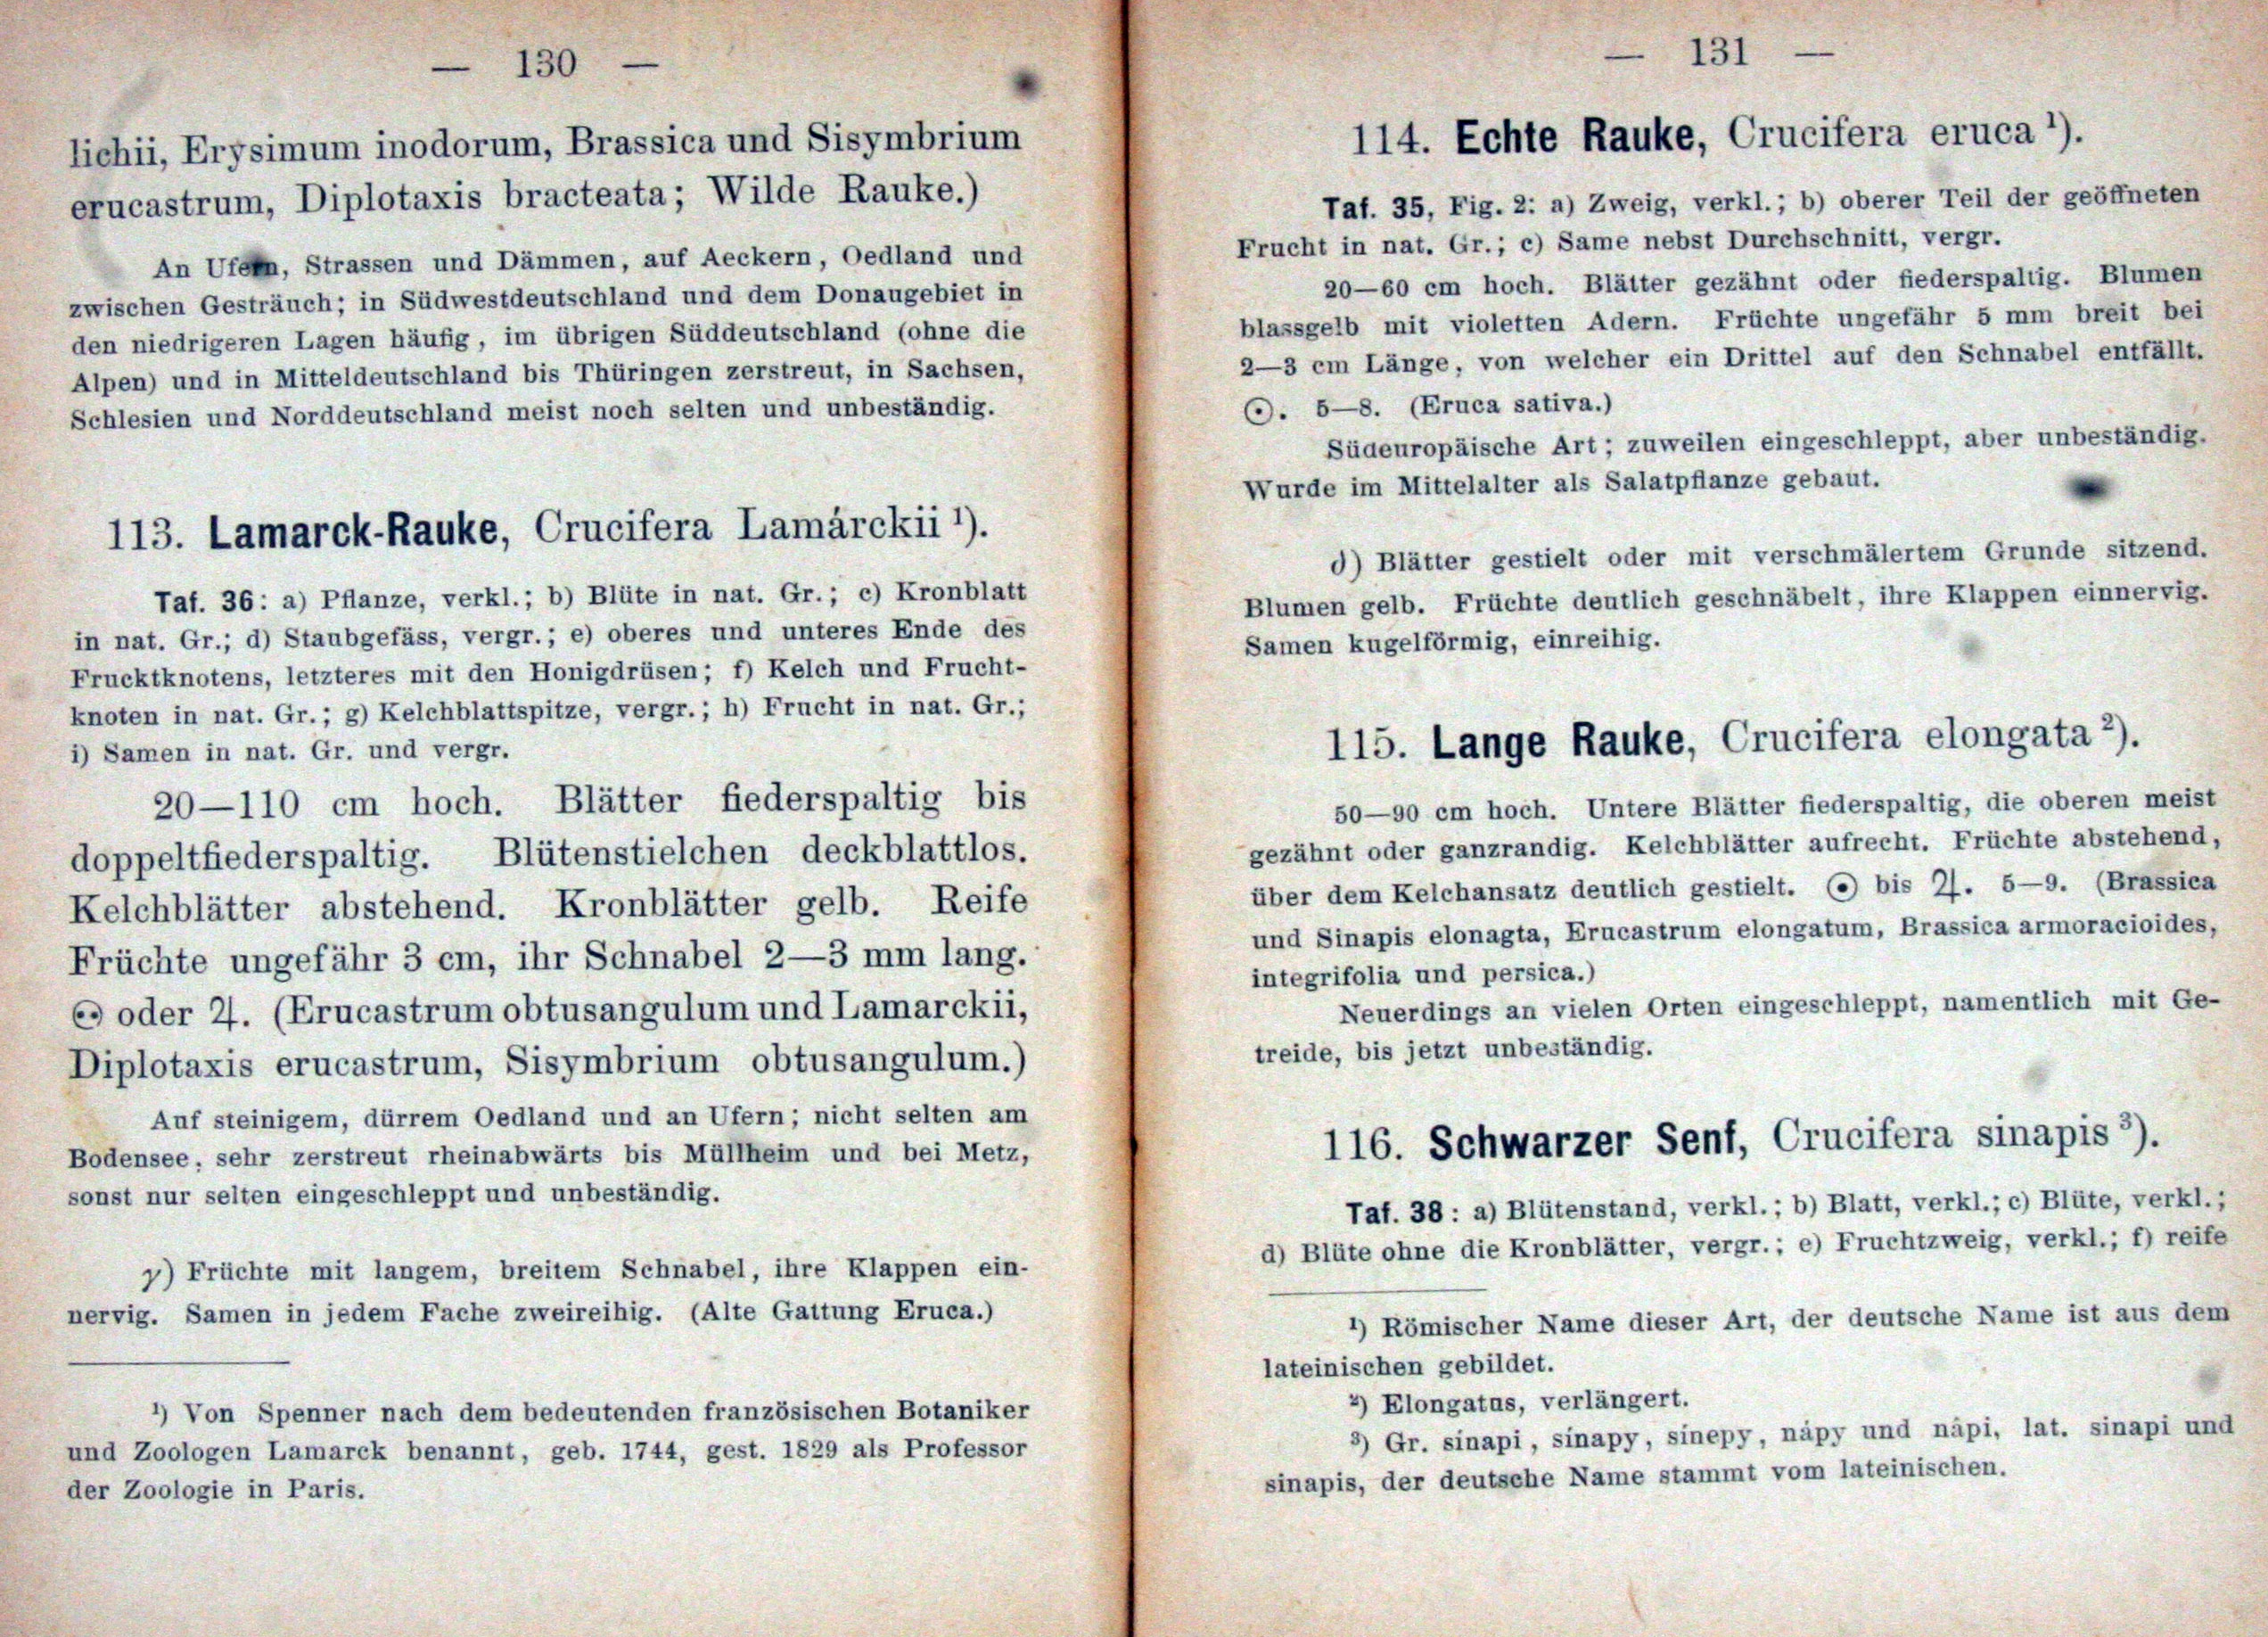 — 130 —
lichii, Erysimum inodorum, Brassica und Sisymbrium
erucastrum, Diplotaxis bracteata; Wilde Rauke.)
An Ufern, Strassen und Dämmen, auf Aeckern, Oedland und
zwischen Gesträuch; in Südwestdeutschland und dem Donaugebiet in
den niedrigeren Lagen häufig, im übrigen Süddeutschland (ohne die
Alpen) und in Mitteldeutschland bis Thüringen zerstreut, in Sachsen,
Schlesien und Norddeutschland meist noch selten und unbeständig.
113. Lamarck-Rauke, Crucifera Lamárckii ¹).
Taf. 36: a) Pflanze, verkl.; b) Blüte in nat. Gr.; c) Kronblatt
in nat. Gr.; d) Staubgefäss, vergr.; e) oberes und unteres Ende des
Frucktknotens, letzteres mit den Honigdrüsen; f) Kelch und Frucht-
knoten in nat. Gr.; g) Kelchblattspitze, vergr.; h) Frucht in nat. Gr.;
i) Samen in nat. Gr. und vergr.
20—110 cm hoch. Blätter fiederspaltig bis
doppeltfiederspaltig. Blütenstielchen deckblattlos.
Kelchblätter abstehend. Kronblätter gelb. Reife
Früchte ungefähr 3 cm, ihr Schnabel 2—3 mm lang.
⊙ oder ♃. (Erucastrum obtusangulum und Lamarckii,
Diplotaxis erucastrum, Sisymbrium obtusangulum.)
Auf steinigem, dürrem Oedland und an Ufern; nicht selten am
Bodensee, sehr zerstreut rheinabwärts bis Müllheim und bei Metz,
sonst nur selten eingeschleppt und unbeständig.
γ) Früchte mit langem, breitem Schnabel, ihre Klappen ein-
nervig. Samen in jedem Fache zweireihig. (Alte Gattung Eruca.)
¹) Von Spenner nach dem bedeutenden französischen Botaniker
und Zoologen Lamarck benannt, geb. 1744, gest. 1829 als Professor
der Zoologie in Paris.
— 131 —
114. Echte Rauke, Crucifera eruca ¹).
Taf. 35, Fig. 2: a) Zweig, verkl.; b) oberer Teil der geöffneten
Frucht in nat. Gr.; c) Same nebst Durchschnitt, vergr.
20—60 cm hoch. Blätter gezähnt oder fiederspaltig. Blumen
blassgelb mit violetten Adern. Früchte ungefähr 5 mm breit bei
2—3 cm Länge, von welcher ein Drittel auf den Schnabel entfällt.
⊙. 5—8. (Eruca sativa.)
Südeuropäische Art; zuweilen eingeschleppt, aber unbeständig.
Wurde im Mittelalter als Salatpflanze gebaut.
δ) Blätter gestielt oder mit verschmälertem Grunde sitzend.
Blumen gelb. Früchte deutlich geschnäbelt, ihre Klappen einnervig.
Samen kugelförmig, einreihig.
115. Lange Rauke, Crucifera elongata ²).
50—90 cm hoch. Untere Blätter fiederspaltig, die oberen meist
gezähnt oder ganzrandig. Kelchblätter aufrecht. Früchte abstehend,
über dem Kelchansatz deutlich gestielt. ⊙ bis ♃. 5—9. (Brassica
und Sinapis elonagta, Erucastrum elongatum, Brassica armoracioides,
integrifolia und persica.)
Neuerdings an vielen Orten eingeschleppt, namentlich mit Ge-
treide, bis jetzt unbeständig.
116. Schwarzer Senf, Crucifera sinapis ³).
Taf. 38: a) Blütenstand, verkl.; b) Blatt, verkl.; c) Blüte, verkl.;
d) Blüte ohne die Kronblätter, vergr.; e) Fruchtzweig, verkl.; f) reife
¹) Römischer Name dieser Art, der deutsche Name ist aus dem
lateinischen gebildet.
²) Elongatus, verlängert.
³) Gr. sinapi, sinapy, sinepy, nápy und nápi, lat. sinapi und
sinapis, der deutsche Name stammt vom lateinischen.